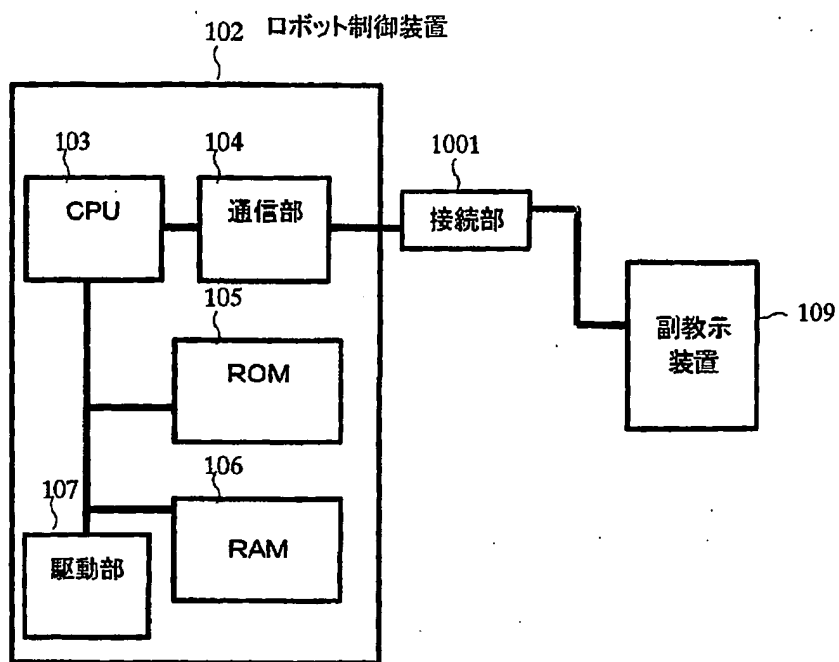 102 ロボット制御装置
103
CPU
104
通信部
1001
接続部
105
ROM
副教示
装置
109
106
RAM
107
駆動部